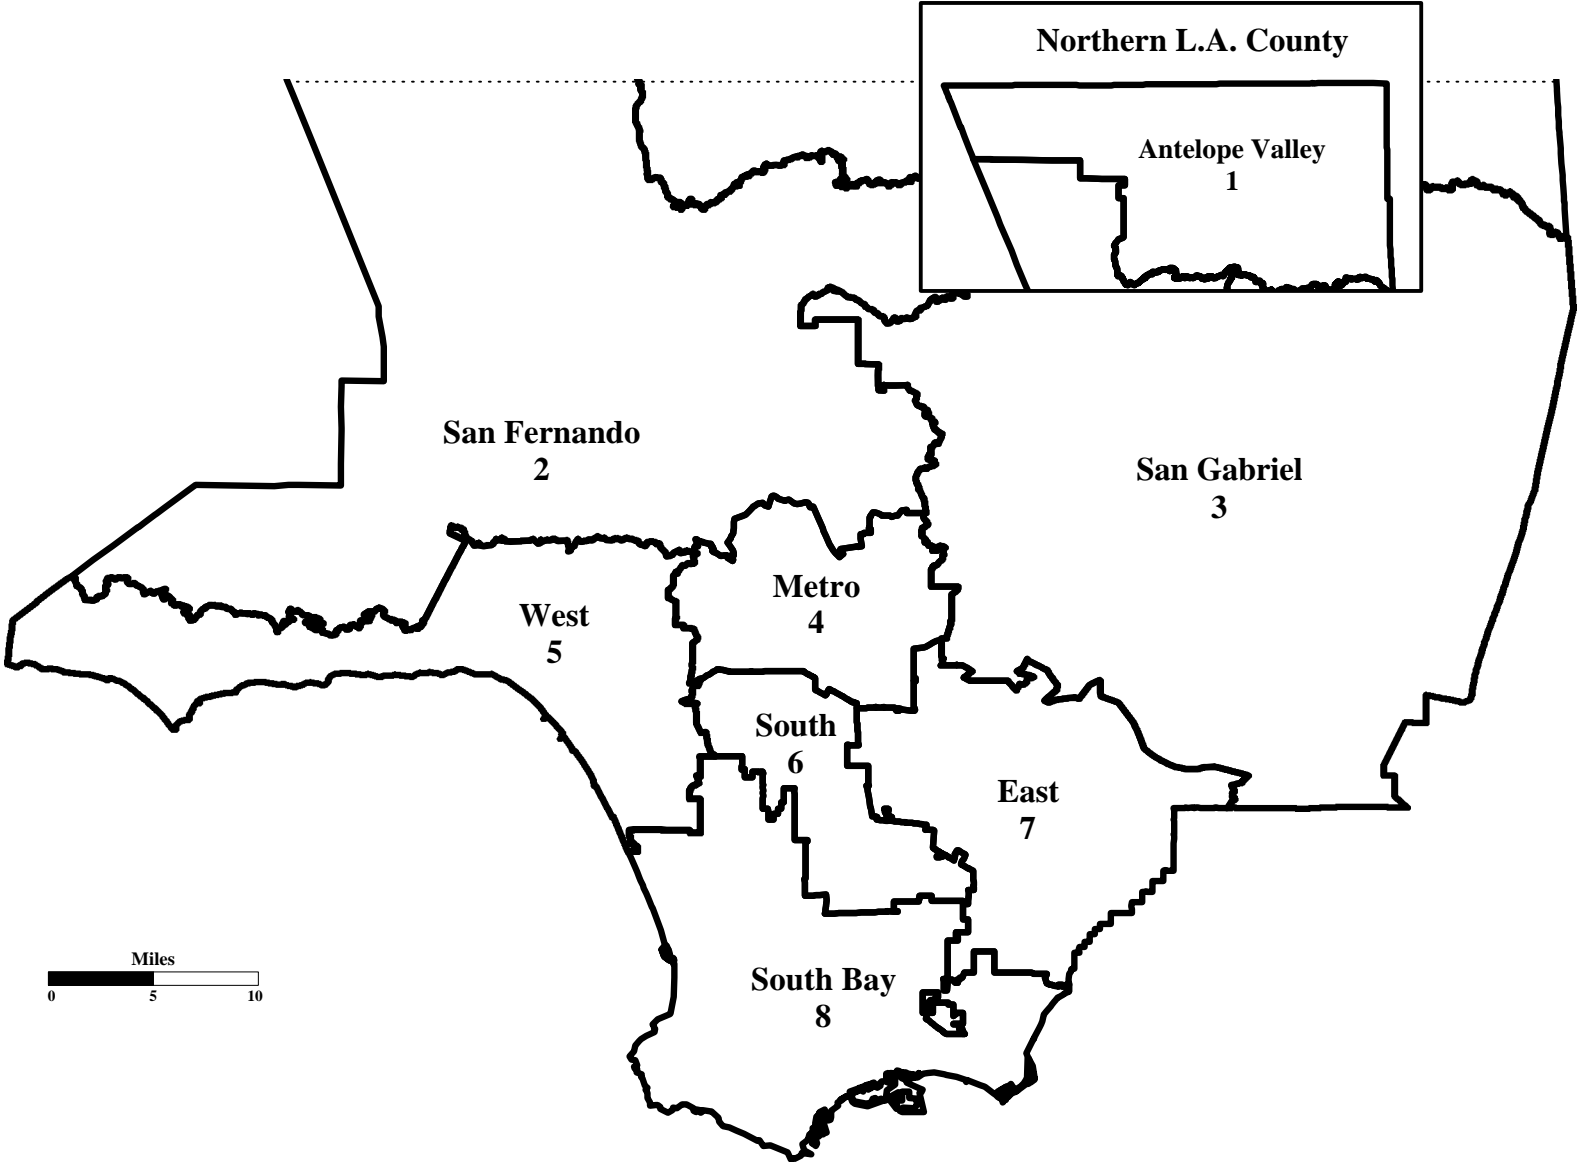 Northern L.A. County
Antelope Valley
1
San Fernando
2
San Gabriel
3
Metro
4
West
5
South
6
East
7
South Bay
8
Miles
0 5 10